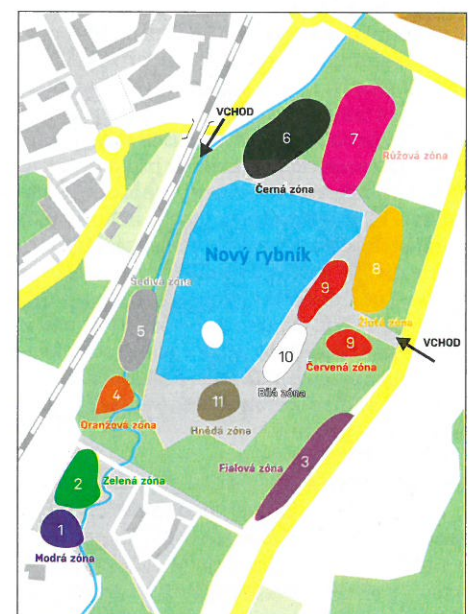 VCHOD
6
7
Růžová zóna
Černá zóna
Nový rybník
Šedivá zóna
8
9
5
Žlutá zóna
VCHOD
10
9
Červená zóna
Bílá zóna
4
11
Oranžová zóna
Hnědá zóna
3
Fialová zóna
2
Zelená zóna
1
Modrá zóna